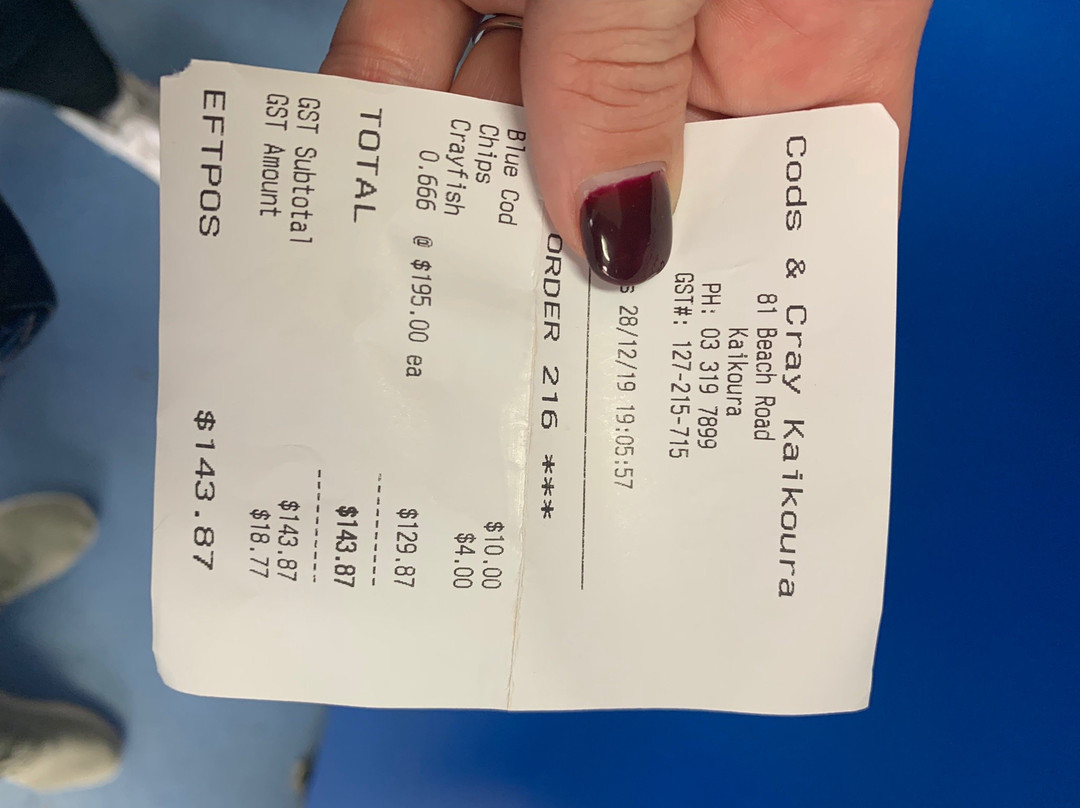 Cods & Cray Kaikoura
81 Beach Road
Kaikoura
PH: 03 319 7899
GST#: 127-215-715
28/12/19 19:05:57
ORDER 216 ***
Blue Cod $10.00
Chips $4.00
Crayfish
0.666 @ $195.00 ea $129.87
TOTAL $143.87
GST Subtotal $143.87
GST Amount $18.77
EFTPOS $143.87